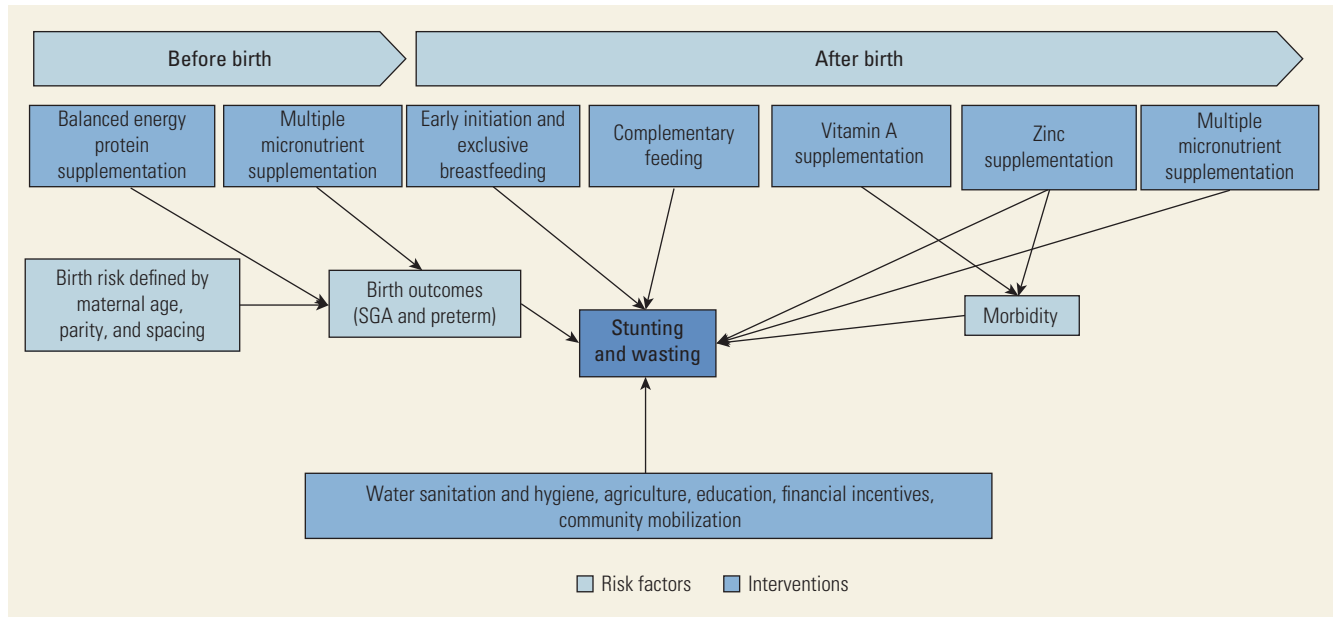 Before birth
After birth
Balanced energy
protein
supplementation
Multiple
micronutrient
supplementation
Early initiation and
exclusive
breastfeeding
Complementary
feeding
Vitamin A
supplementation
Zinc
supplementation
Multiple
micronutrient
supplementation
Birth risk defined by
maternal age,
parity, and spacing
Birth outcomes
(SGA and preterm)
Stunting
and wasting
Morbidity
Water sanitation and hygiene, agriculture, education, financial incentives,
community mobilization
Risk factors
Interventions